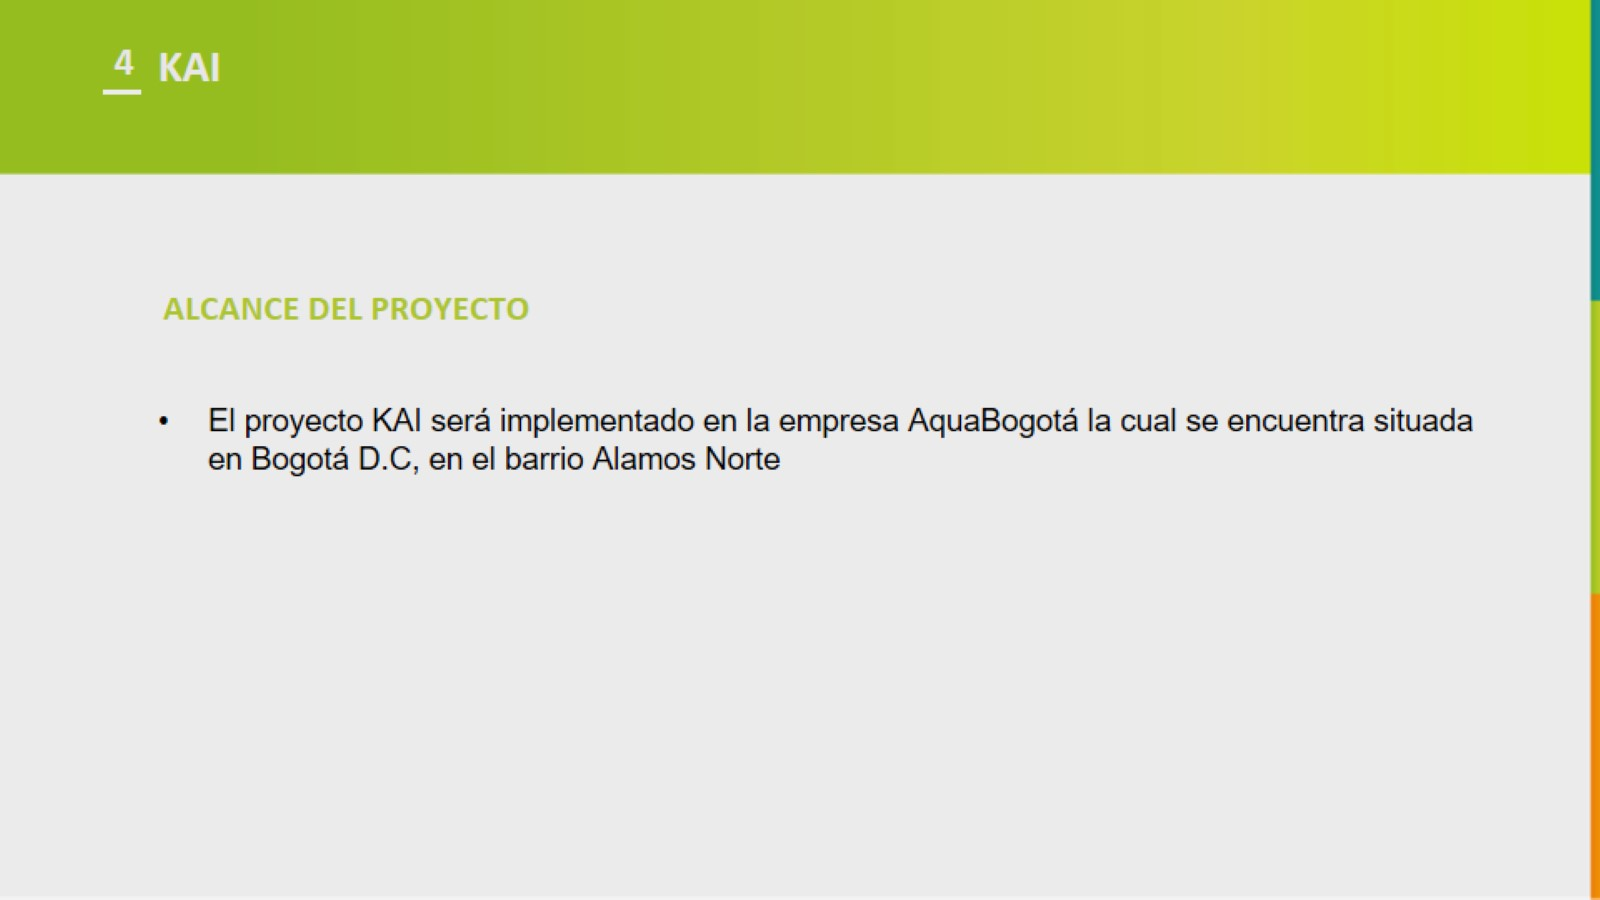 4 KAI
ALCANCE DEL PROYECTO
• El proyecto KAI será implementado en la empresa AquaBogotá la cual se encuentra situada
en Bogotá D.C, en el barrio Alamos Norte